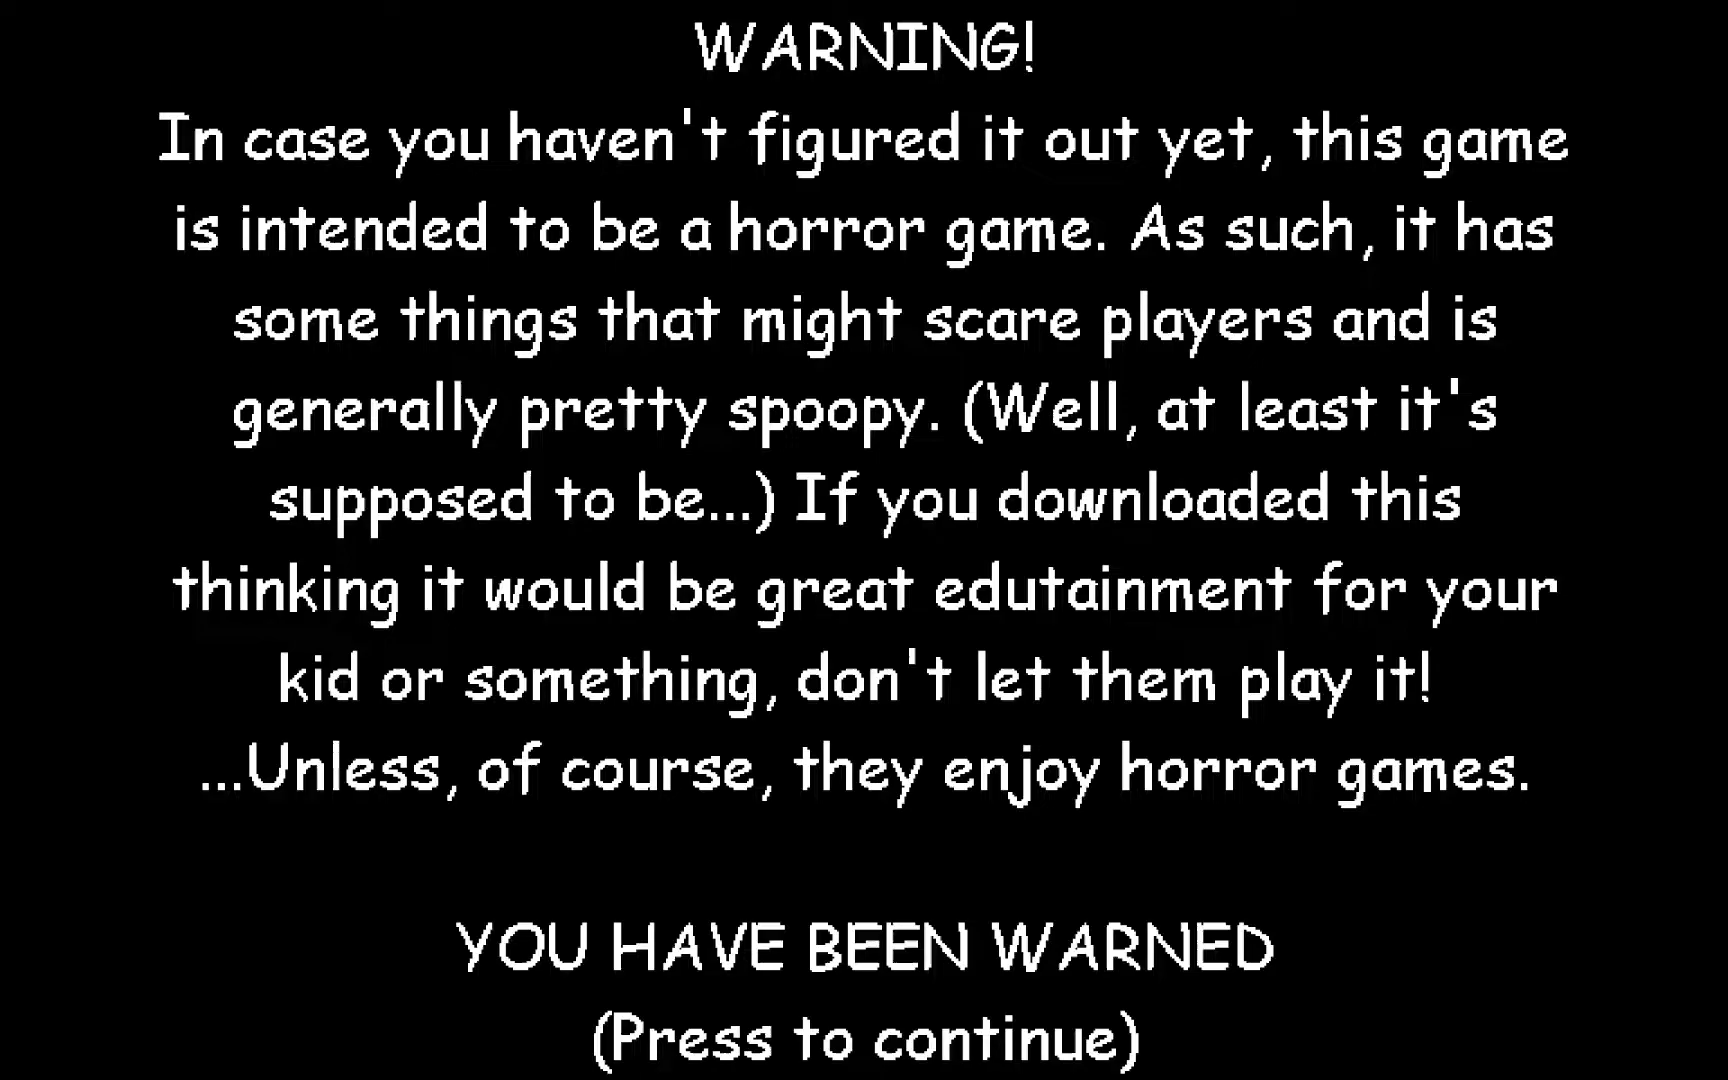 WARNING!
In case you haven't figured it out yet, this game
is intended to be a horror game. As such, it has
some things that might scare players and is
generally pretty spoopy. (Well, at least it's
supposed to be...) If you downloaded this
thinking it would be great edutainment for your
kid or something, don't let them play it!
...Unless, of course, they enjoy horror games.
YOU HAVE BEEN WARNED
(Press to continue)